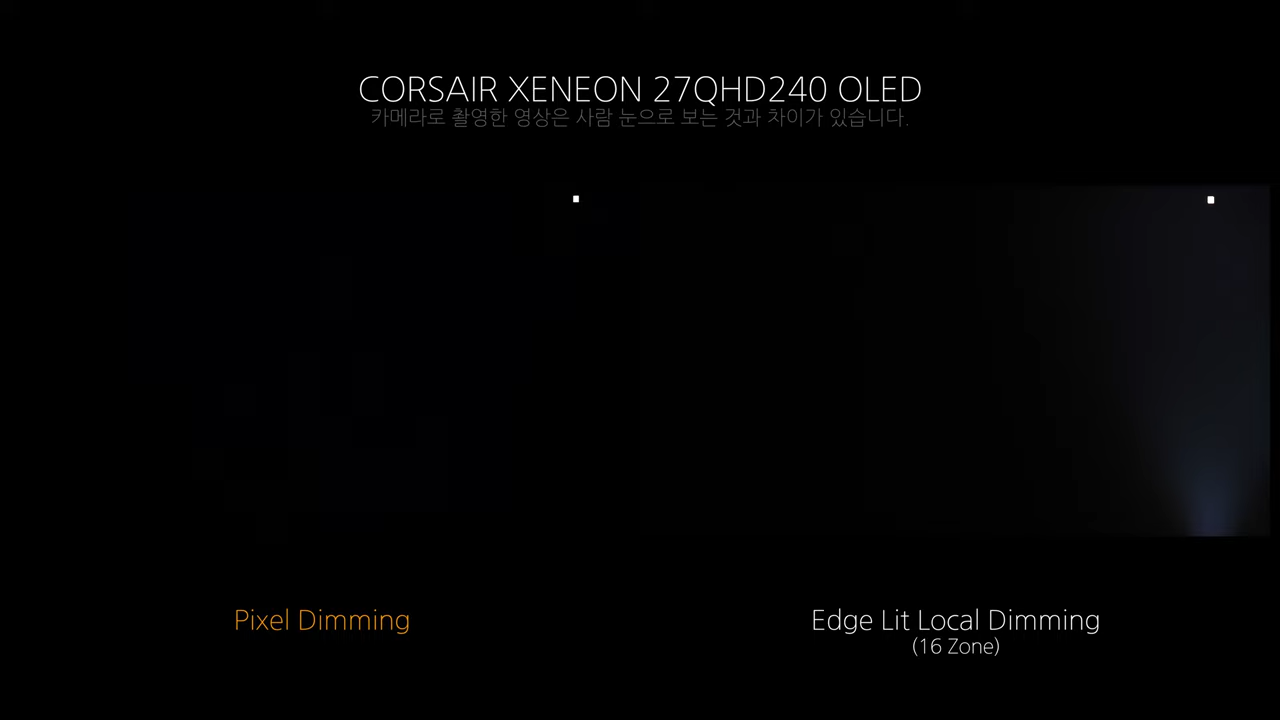 CORSAIR XENEON 27QHD240 OLED
카메라로 촬영한 영상은 사람 눈으로 보는 것과 차이가 있습니다.
Pixel Dimming
Edge Lit Local Dimming
(16 Zone)